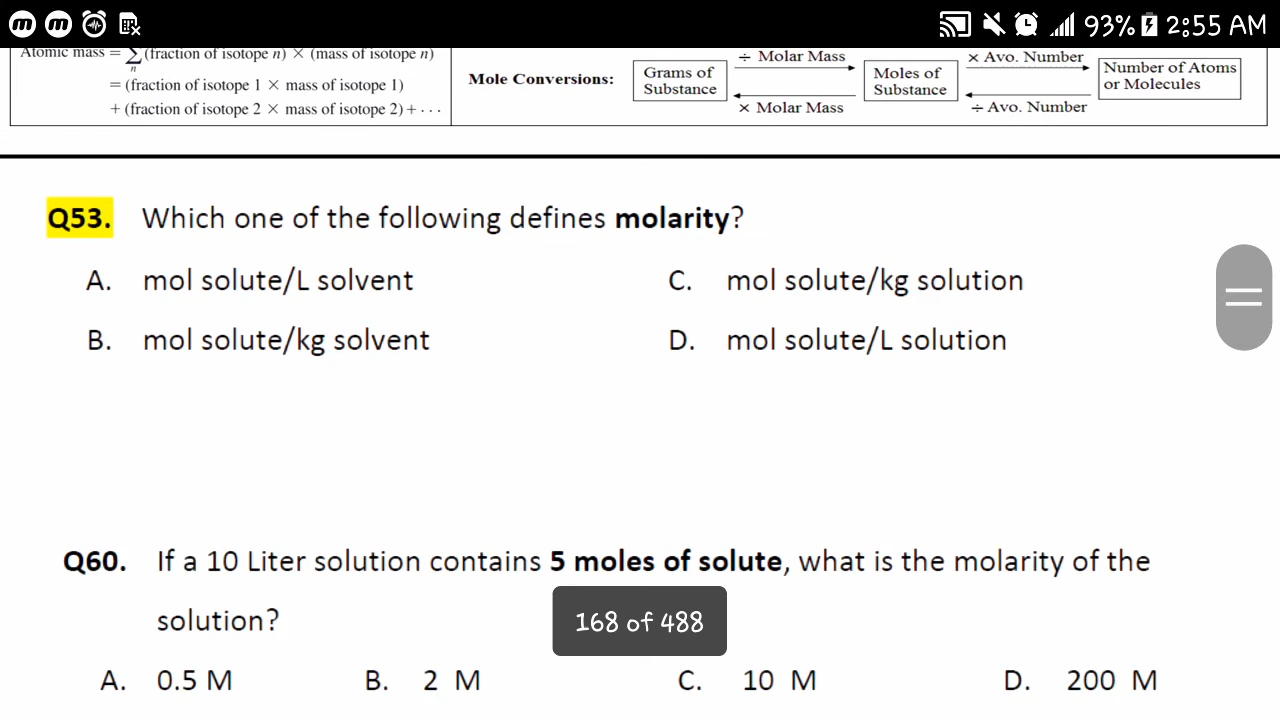 93% 2:55 AM
Atomic mass = ∑ (fraction of isotope n) × (mass of isotope n)
n
= (fraction of isotope 1 × mass of isotope 1)
+ (fraction of isotope 2 × mass of isotope 2) + · · ·
Mole Conversions:
Grams of
Substance
÷ Molar Mass
× Molar Mass
Moles of
Substance
× Avo. Number
÷ Avo. Number
Number of Atoms
or Molecules
Q53. Which one of the following defines molarity?
A. mol solute/L solvent
C. mol solute/kg solution
B. mol solute/kg solvent
D. mol solute/L solution
Q60. If a 10 Liter solution contains 5 moles of solute, what is the molarity of the
solution?
168 of 488
A. 0.5 M B. 2 M C. 10 M D. 200 M